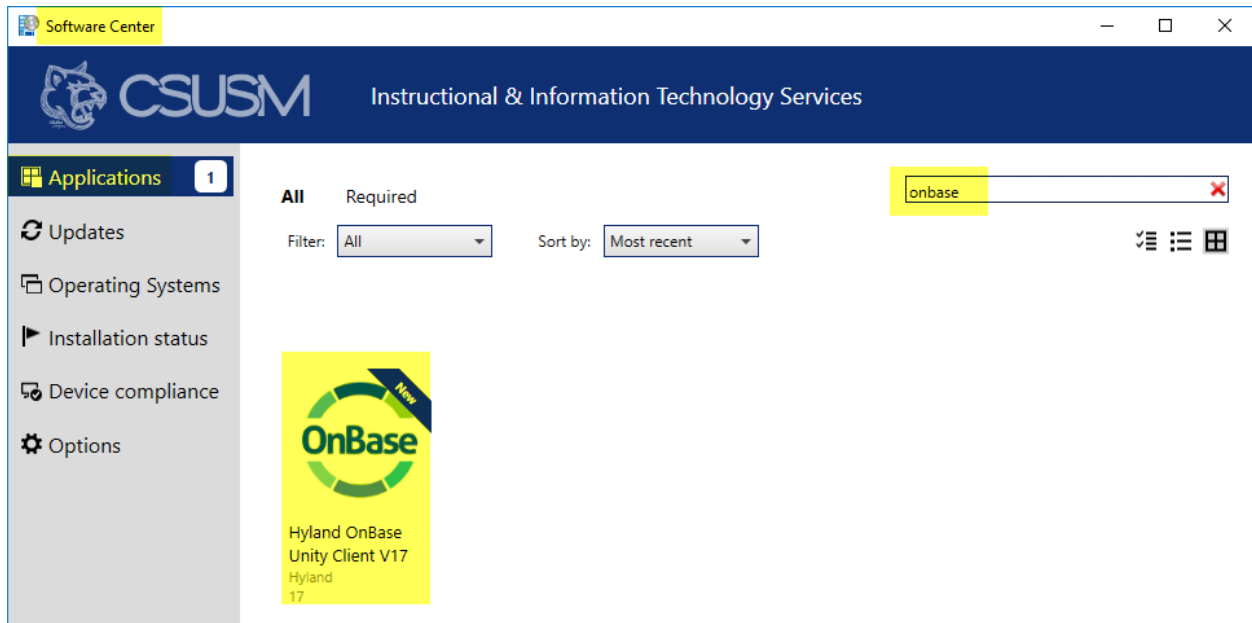 Software Center
CSUSM
Instructional & Information Technology Services
Applications 1
Updates
Operating Systems
Installation status
Device compliance
Options
All Required
onbase
Filter: All Sort by: Most recent
New
OnBase
Hyland OnBase
Unity Client V17
Hyland
17